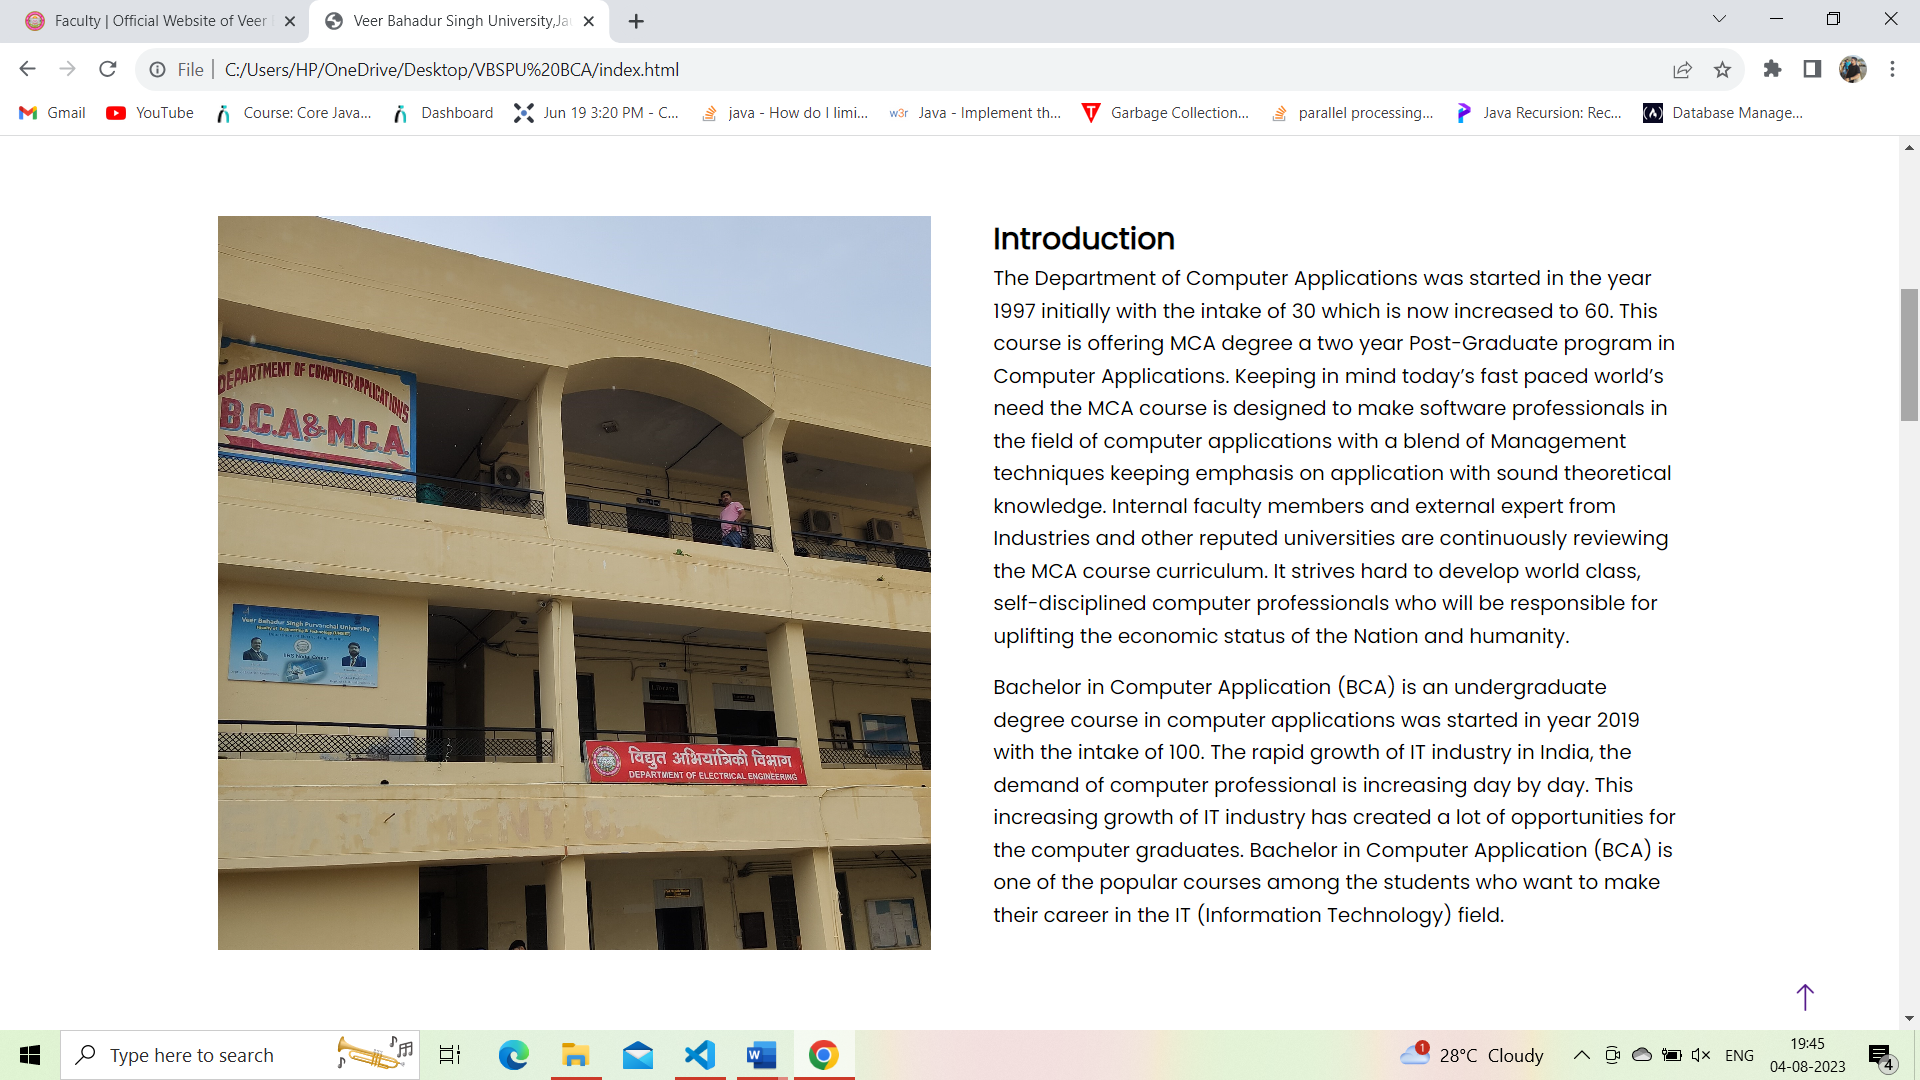 Faculty | Official Website of Veer
Veer Bahadur Singh University,Ja
File
C:/Users/HP/OneDrive/Desktop/VBSPU%20BCA/index.html
Gmail
YouTube
Course: Core Java...
Dashboard
Jun 19 3:20 PM - C...
java - How do I limi...
w3r
Java - Implement th...
Garbage Collection...
parallel processing...
Java Recursion: Rec...
Database Manage...
DEPARTMENT OF COMPUTER APPLICATIONS
B.C.A & M.C.A.
Veer Bahadur Singh Purvanchal University
Library
विद्युत अभियांत्रिकी विभाग
DEPARTMENT OF ELECTRICAL ENGINEERING
Introduction
The Department of Computer Applications was started in the year
1997 initially with the intake of 30 which is now increased to 60. This
course is offering MCA degree a two year Post-Graduate program in
Computer Applications. Keeping in mind today’s fast paced world’s
need the MCA course is designed to make software professionals in
the field of computer applications with a blend of Management
techniques keeping emphasis on application with sound theoretical
knowledge. Internal faculty members and external expert from
Industries and other reputed universities are continuously reviewing
the MCA course curriculum. It strives hard to develop world class,
self-disciplined computer professionals who will be responsible for
uplifting the economic status of the Nation and humanity.
Bachelor in Computer Application (BCA) is an undergraduate
degree course in computer applications was started in year 2019
with the intake of 100. The rapid growth of IT industry in India, the
demand of computer professional is increasing day by day. This
increasing growth of IT industry has created a lot of opportunities for
the computer graduates. Bachelor in Computer Application (BCA) is
one of the popular courses among the students who want to make
their career in the IT (Information Technology) field.
Type here to search
1
28°C Cloudy
ENG
19:45
04-08-2023
4